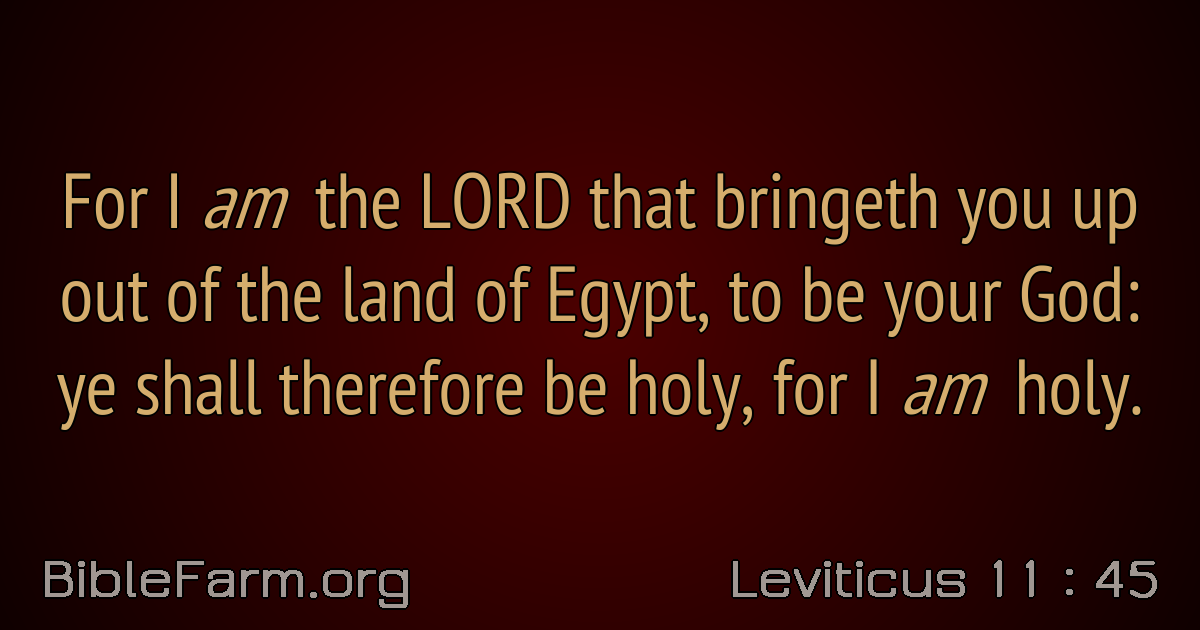 For I am the LORD that bringeth you up
out of the land of Egypt, to be your God:
ye shall therefore be holy, for I am holy.
BibleFarm.org
Leviticus 11 : 45